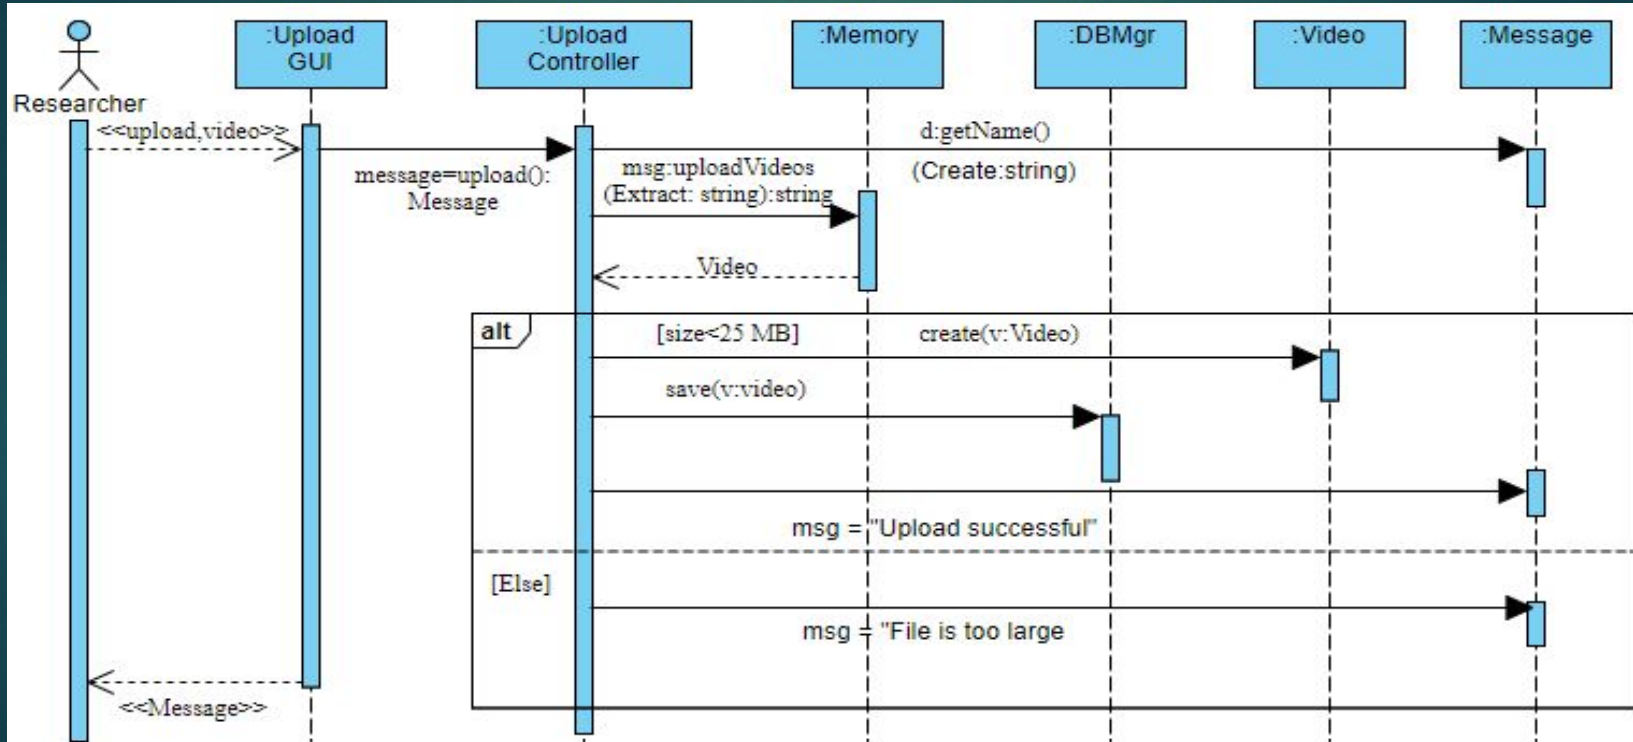 :Upload
GUI
:Upload
Controller
:Memory
:DBMgr
:Video
:Message
Researcher
<<upload,video>>
message=upload():
Message
d:getName()
(Create:string)
msg:uploadVideos
(Extract: string):string
Video
alt
[size<25 MB]
create(v:Video)
save(v:video)
msg = "Upload successful"
[Else]
msg = "File is too large
<<Message>>